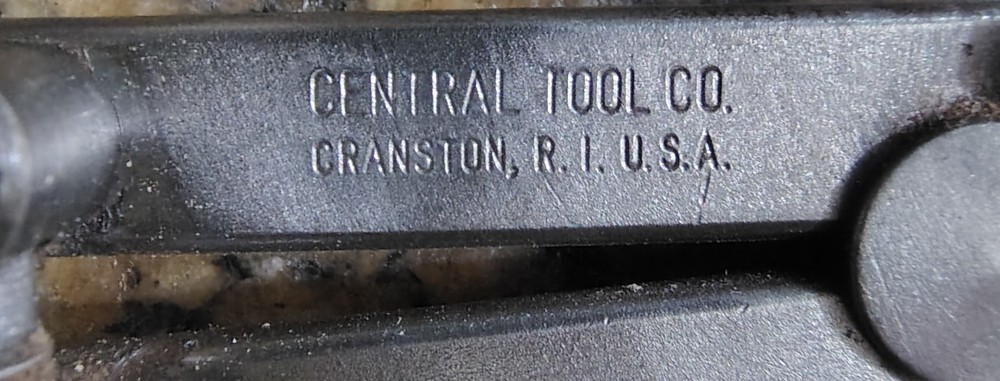 CENTRAL TOOL CO.
CRANSTON, R. I. U.S.A.